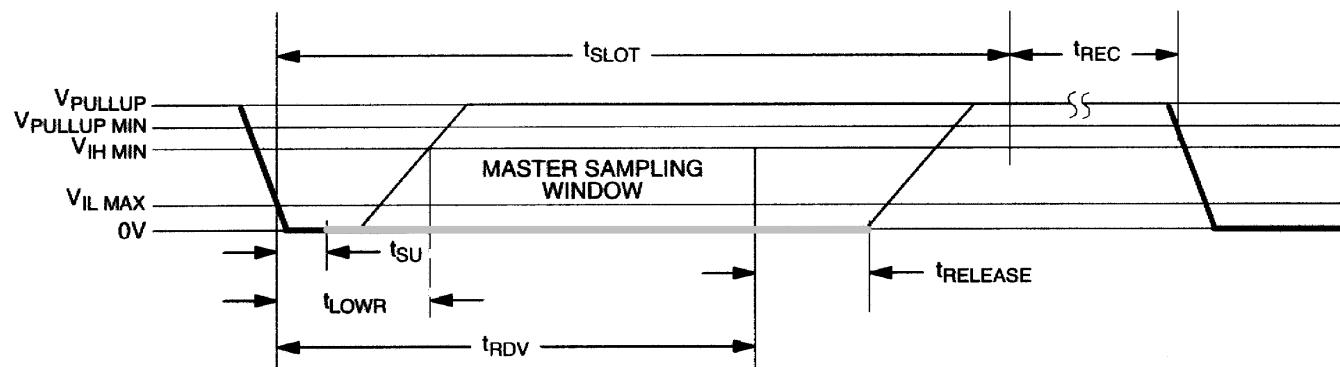 tSLOT
tREC
VPULLUP
VPULLUP MIN
VIH MIN
MASTER SAMPLING
WINDOW
VIL MAX
0V
tSU
tRELEASE
tLOWR
tRDV